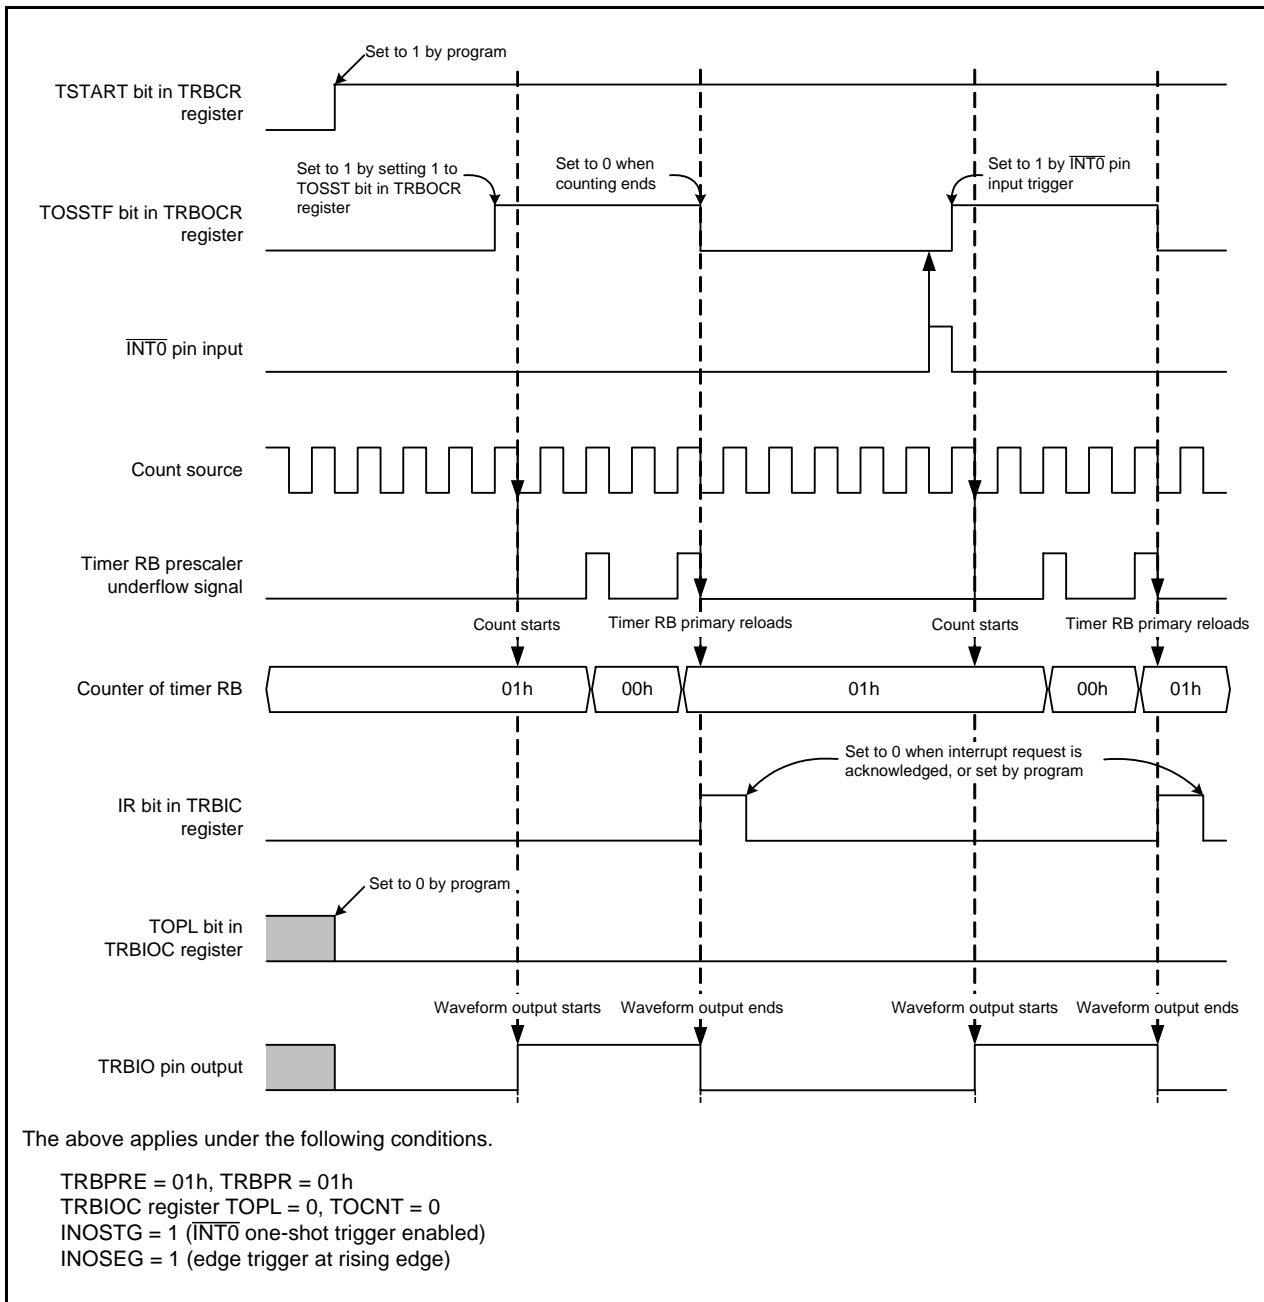 Set to 1 by program
TSTART bit in TRBCR
register
Set to 1 by setting 1 to
TOSST bit in TRBOCR
register
Set to 0 when
counting ends
Set to 1 by INT0 pin
input trigger
TOSSTF bit in TRBOCR
register
INT0 pin input
Count source
Timer RB prescaler
underflow signal
Count starts
Timer RB primary reloads
Count starts
Timer RB primary reloads
Counter of timer RB
01h
00h
01h
00h
01h
Set to 0 when interrupt request is
acknowledged, or set by program
IR bit in TRBIC
register
Set to 0 by program
TOPL bit in
TRBIOC register
Waveform output starts
Waveform output ends
Waveform output starts
Waveform output ends
TRBIO pin output
The above applies under the following conditions.
TRBPRE = 01h, TRBPR = 01h
TRBIOC register TOPL = 0, TOCNT = 0
INOSTG = 1 (INT0 one-shot trigger enabled)
INOSEG = 1 (edge trigger at rising edge)